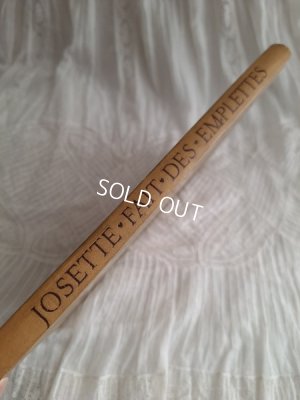 JOSETTE • FAIT • DES • EMPLETTES
SOLD OUT